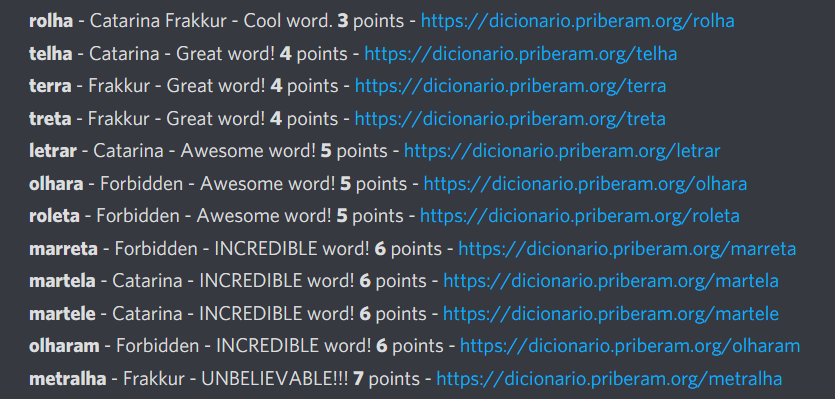 rolha - Catarina Frakkur - Cool word. 3 points - https://dicionario.priberam.org/rolha
telha - Catarina - Great word! 4 points - https://dicionario.priberam.org/telha
terra - Frakkur - Great word! 4 points - https://dicionario.priberam.org/terra
treta - Frakkur - Great word! 4 points - https://dicionario.priberam.org/treta
letrar - Catarina - Awesome word! 5 points - https://dicionario.priberam.org/letrar
olhara - Forbidden - Awesome word! 5 points - https://dicionario.priberam.org/olhara
roleta - Forbidden - Awesome word! 5 points - https://dicionario.priberam.org/roleta
marreta - Forbidden - INCREDIBLE word! 6 points - https://dicionario.priberam.org/marreta
martela - Catarina - INCREDIBLE word! 6 points - https://dicionario.priberam.org/martela
martele - Catarina - INCREDIBLE word! 6 points - https://dicionario.priberam.org/martele
olharam - Forbidden - INCREDIBLE word! 6 points - https://dicionario.priberam.org/olharam
metralha - Frakkur - UNBELIEVABLE!!! 7 points - https://dicionario.priberam.org/metralha